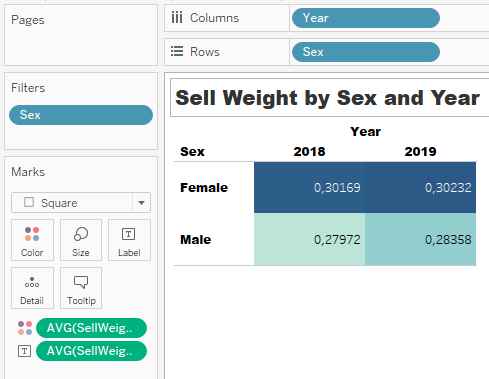 Pages
Columns
Year
Rows
Sex
Filters
Sex
Sell Weight by Sex and Year
Year
Sex
2018
2019
Female
0,30169
0,30232
Male
0,27972
0,28358
Marks
Square
Color
Size
T
Label
Detail
Tooltip
AVG(SellWeig..
T
AVG(SellWeig..